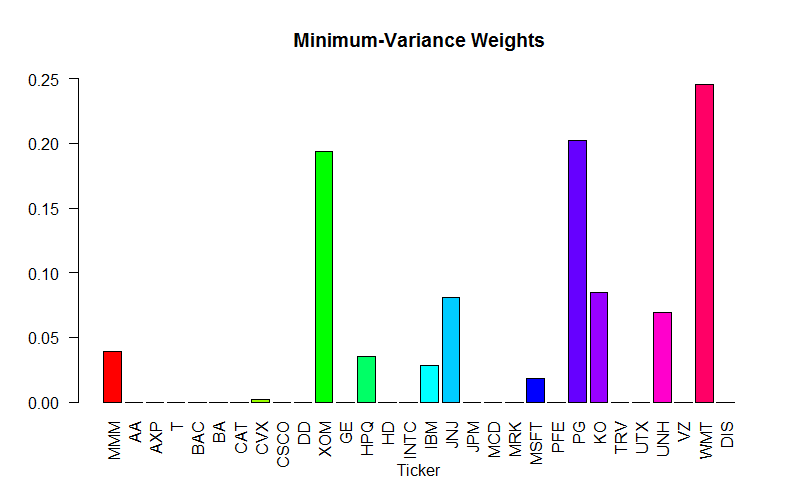 Minimum-Variance Weights
0.25
0.20
0.15
0.10
0.05
0.00
MMM
AA
AXP
T
BAC
BA
CAT
CVX
CSCO
DD
XOM
GE
HPQ
HD
INTC
IBM
JNJ
JPM
MCD
MRK
MSFT
PFE
PG
KO
TRV
UTX
UNH
VZ
WMT
DIS
Ticker